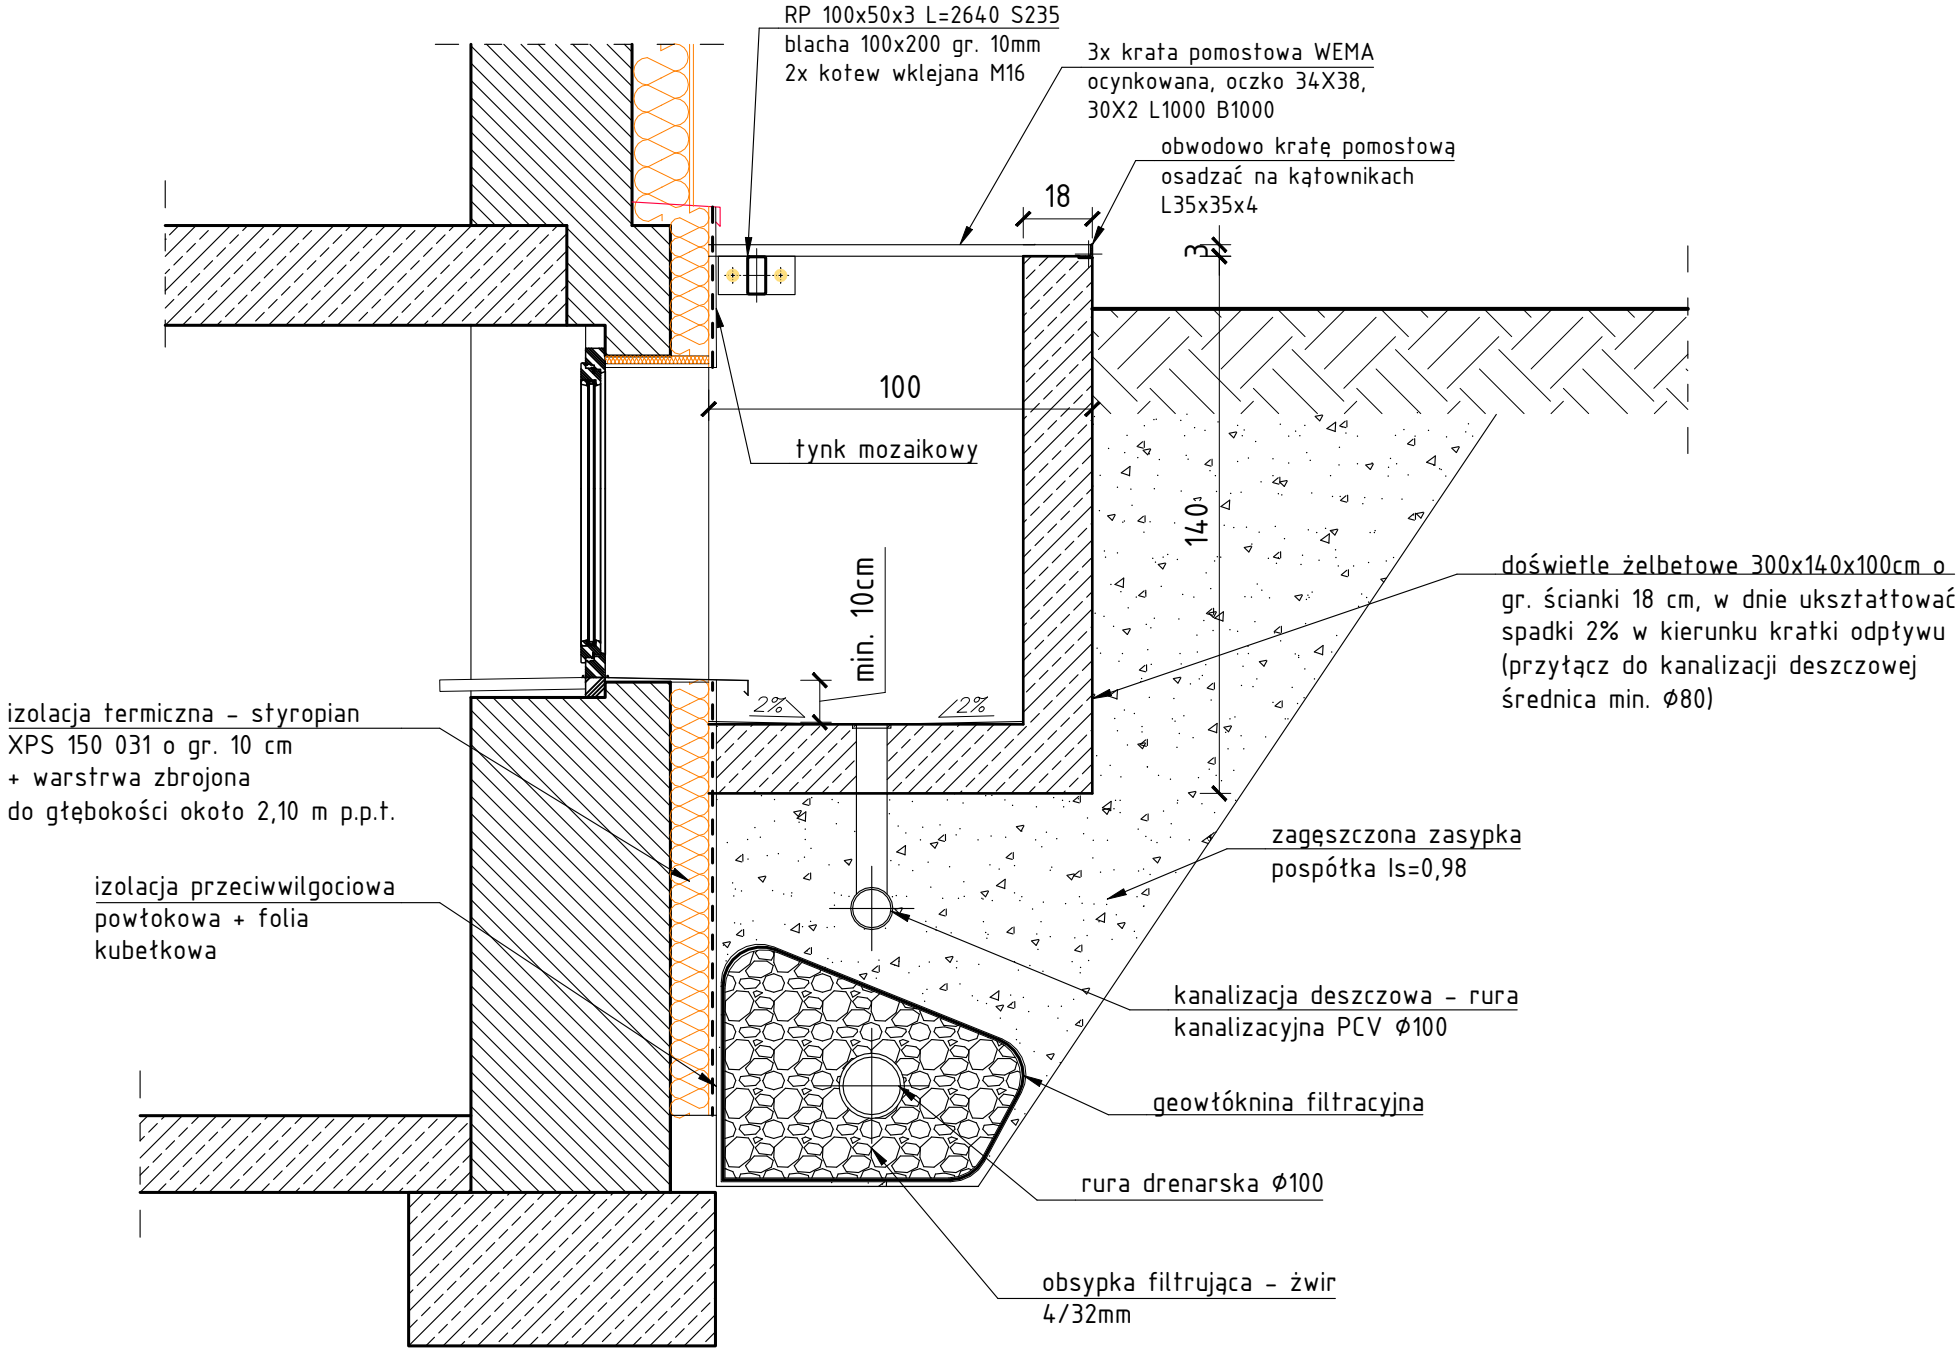 RP 100x50x3 L=2640 S235
blacha 100x200 gr. 10mm
2x kotew wklejana M16
3x krata pomostowa WEMA
ocynkowana, oczko 34X38,
30X2 L1000 B1000
obwodowo kratę pomostową
osadzać na kątownikach
L35x35x4
18
3
100
tynk mozaikowy
140
min. 10cm
2%
2%
doświetle żelbetowe 300x140x100cm o
gr. ścianki 18 cm, w dnie ukształtować
spadki 2% w kierunku kratki odpływu
(przyłącz do kanalizacji deszczowej
średnica min. Ø80)
izolacja termiczna - styropian
XPS 150 031 o gr. 10 cm
+ warstrwa zbrojona
do głębokości około 2,10 m p.p.t.
izolacja przeciwwilgociowa
powłokowa + folia
kubełkowa
zagęszczona zasypka
pospółka Is=0,98
kanalizacja deszczowa - rura
kanalizacyjna PCV Ø100
geowłóknina filtracyjna
rura drenarska Ø100
obsypka filtrująca - żwir
4/32mm